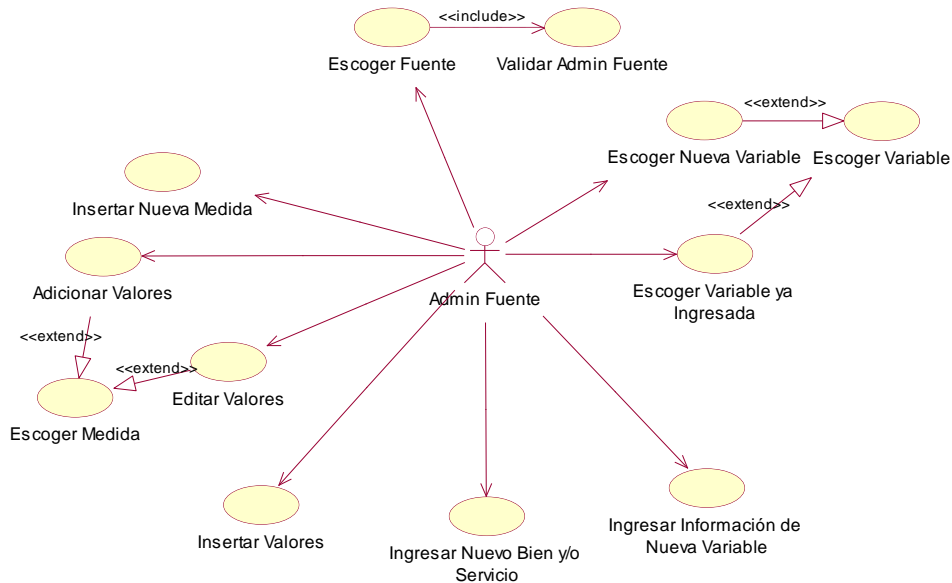 <<include>>
Escoger Fuente
Validar Admin Fuente
<<extend>>
Escoger Nueva Variable
Escoger Variable
<<extend>>
Insertar Nueva Medida
Adicionar Valores
Admin Fuente
Escoger Variable ya
Ingresada
<<extend>>
<<extend>>
Editar Valores
Escoger Medida
Insertar Valores
Ingresar Nuevo Bien y/o
Servicio
Ingresar Información de
Nueva Variable